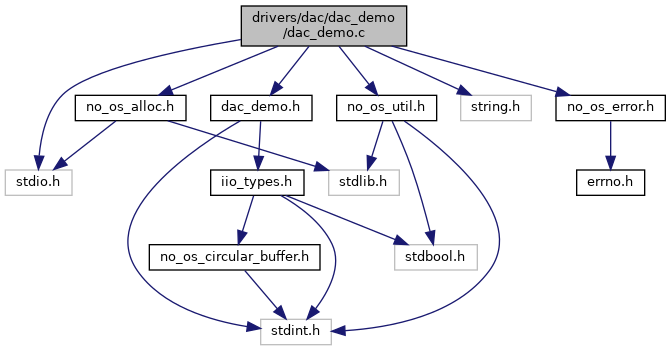 drivers/dac/dac_demo
/dac_demo.c
no_os_alloc.h
dac_demo.h
no_os_util.h
string.h
no_os_error.h
stdio.h
iio_types.h
stdlib.h
errno.h
no_os_circular_buffer.h
stdbool.h
stdint.h